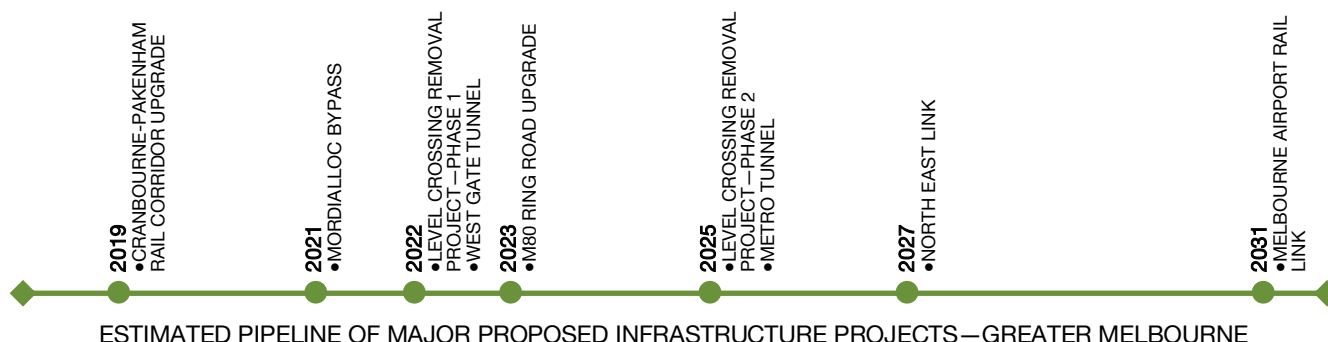 2019
•CRANBOURNE-PAKENHAM
RAIL CORRIDOR UPGRADE
2021
•MORDIALLOC BYPASS
2022
•LEVEL CROSSING REMOVAL
PROJECT—PHASE 1
•WEST GATE TUNNEL
2023
•M80 RING ROAD UPGRADE
2025
•LEVEL CROSSING REMOVAL
PROJECT—PHASE 2
•METRO TUNNEL
2027
•NORTH EAST LINK
2031
•MELBOURNE AIRPORT RAIL
LINK
ESTIMATED PIPELINE OF MAJOR PROPOSED INFRASTRUCTURE PROJECTS—GREATER MELBOURNE